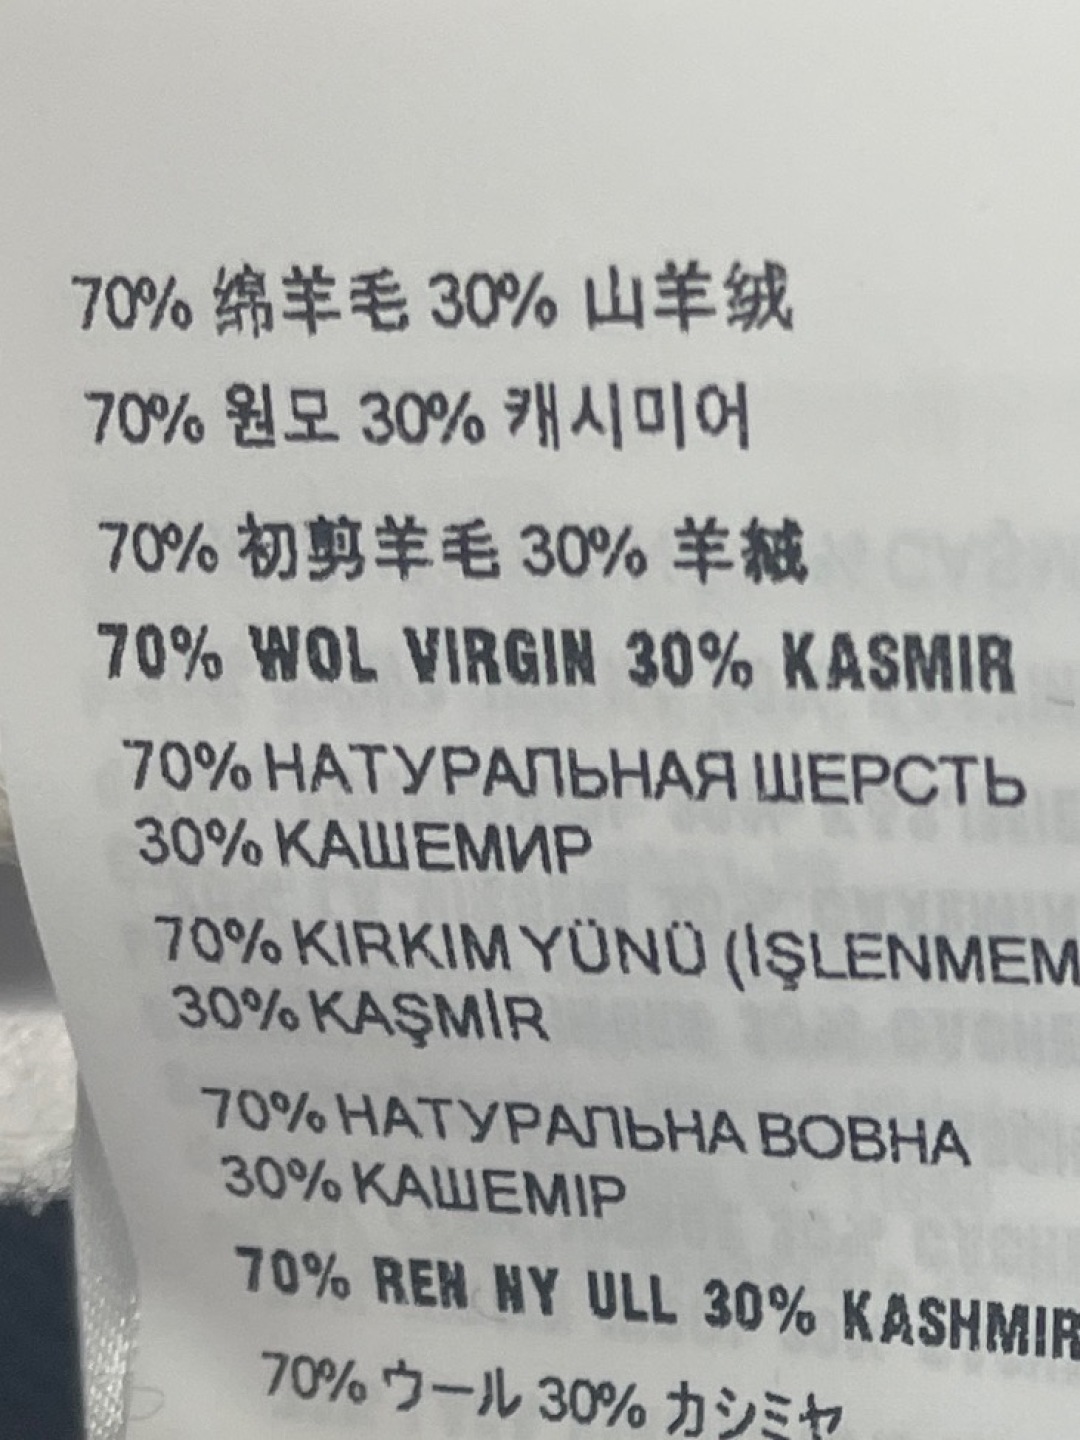 70% 绵羊毛 30% 山羊绒
70% 원모 30% 캐시미어
70% 初剪羊毛 30% 羊絨
70% WOL VIRGIN 30% KASMIR
70% НАТУРАЛЬНАЯ ШЕРСТЬ
30% КАШЕМИР
70% KIRKIM YÜNÜ (İŞLENMEM
30% KAŞMİR
70% НАТУРАЛЬНА ВОВНА
30% КАШЕМІР
70% REN NY ULL 30% KASHMIR
70% ウール 30% カシミヤ